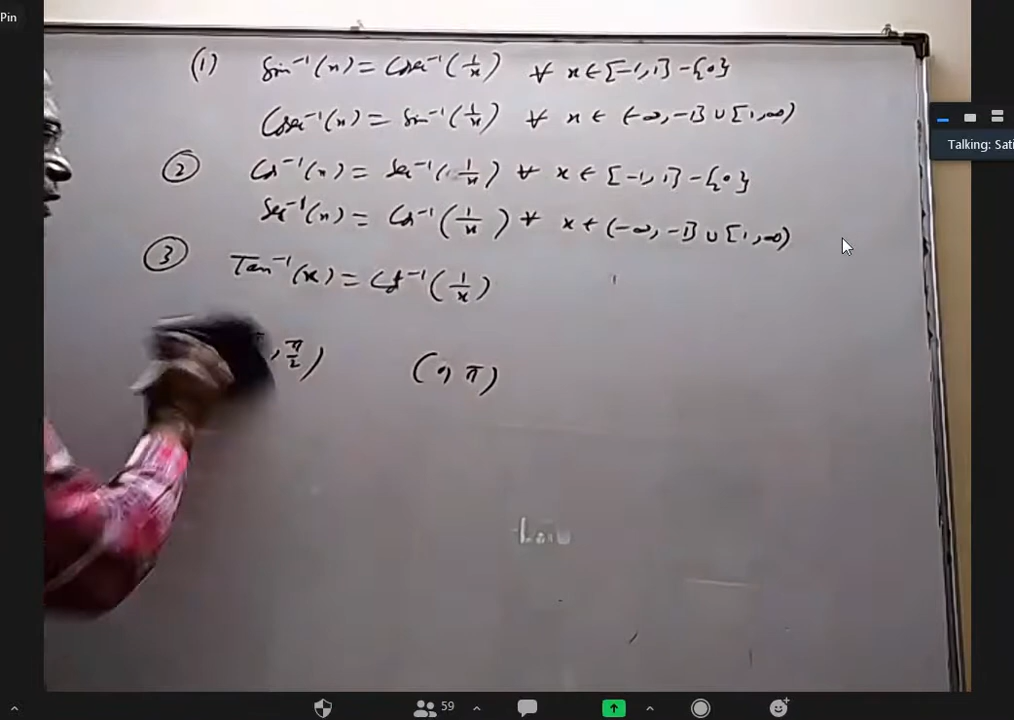 Pin
(1) Sin⁻¹(x) = Cosec⁻¹(1/x) ∀ x ∈ [-1, 1] - {0}
Cosec⁻¹(x) = Sin⁻¹(1/x) ∀ x ∈ (-∞, -1] ∪ [1, ∞)
Talking: Sati
② Cos⁻¹(x) = Sec⁻¹(1/x) ∀ x ∈ [-1, 1] - {0}
Sec⁻¹(x) = Cos⁻¹(1/x) ∀ x ∈ (-∞, -1] ∪ [1, ∞)
③ Tan⁻¹(x) = Cot⁻¹(1/x)
, π/2) (0, π)
59